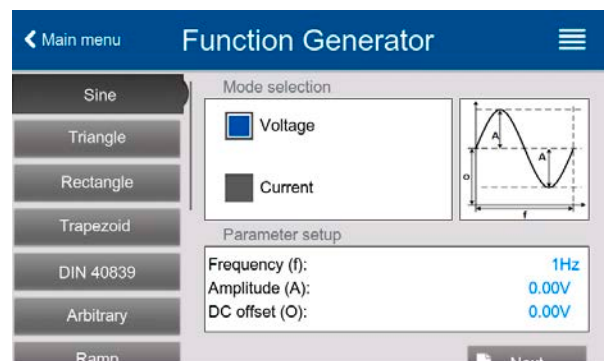 Main menu
Function Generator
Sine
Triangle
Rectangle
Trapezoid
DIN 40839
Arbitrary
Ramp
Mode selection
Voltage
Current
A
A
O
f
Parameter setup
Frequency (f): 1Hz
Amplitude (A): 0.00V
DC offset (O): 0.00V
Next